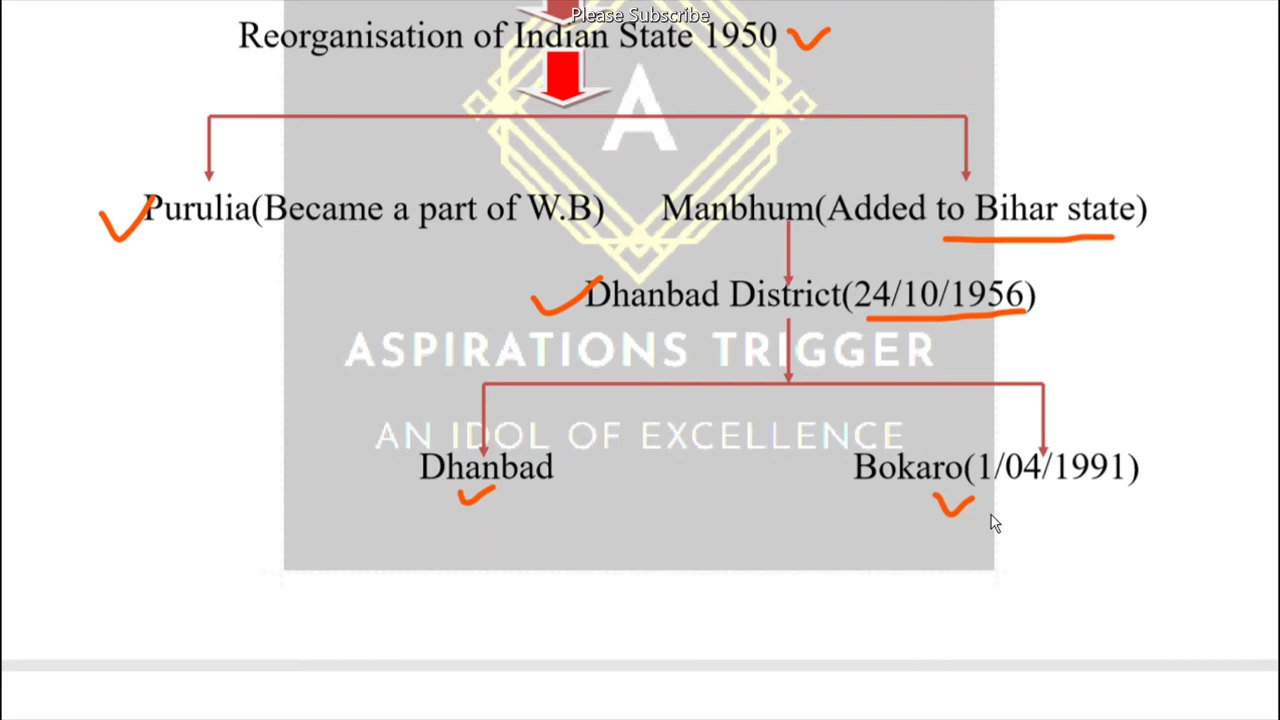 Please Subscribe
Reorganisation of Indian State 1950
A
Purulia(Became a part of W.B) Manbhum(Added to Bihar state)
Dhanbad District(24/10/1956)
ASPIRATIONS TRIGGER
AN IDOL OF EXCELLENCE
Dhanbad Bokaro(1/04/1991)